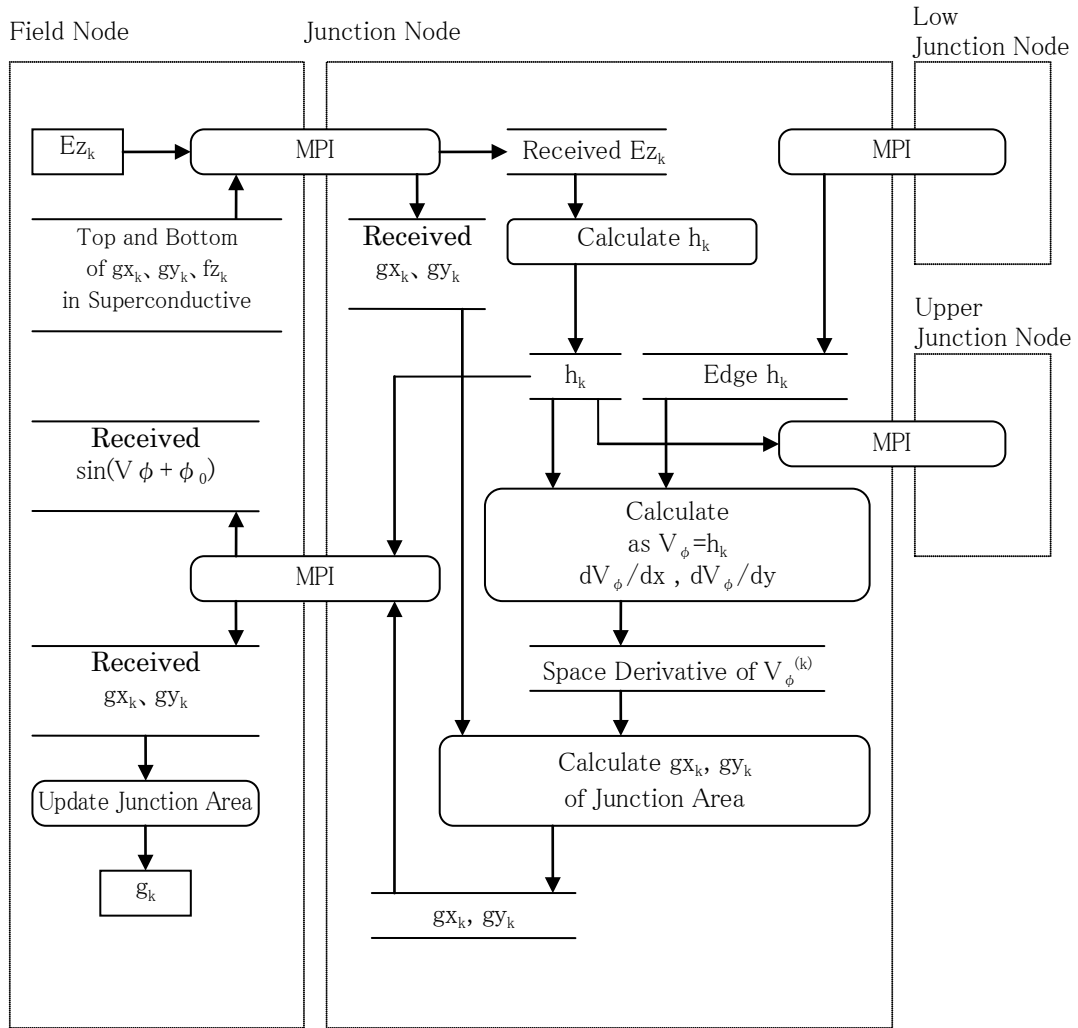 Field Node
Junction Node
Low
Junction Node
Ez_k
MPI
Received Ez_k
MPI
Top and Bottom
of gx_k、gy_k、fz_k
in Superconductive
Received
gx_k、gy_k
Calculate h_k
Upper
Junction Node
h_k
Edge h_k
Received
sin(V φ + φ_0)
MPI
Calculate
as V_φ=h_k
dV_φ/dx , dV_φ/dy
MPI
Received
gx_k、gy_k
Space Derivative of V_φ^(k)
Calculate gx_k, gy_k
of Junction Area
Update Junction Area
g_k
gx_k, gy_k